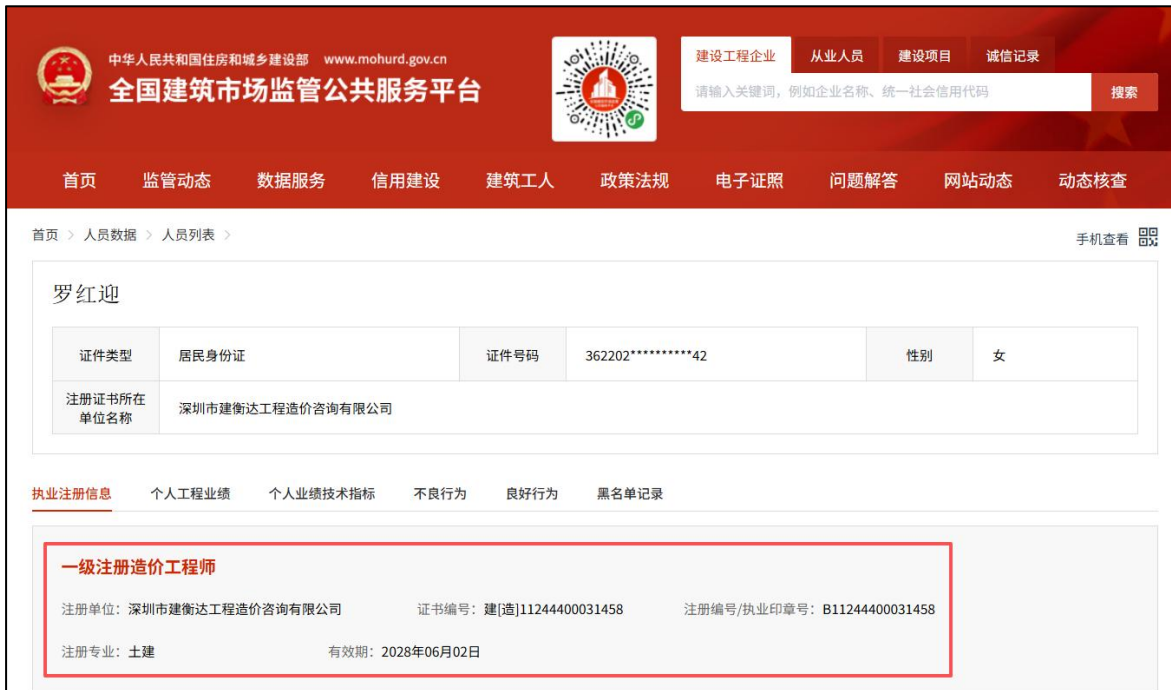 中华人民共和国住房和城乡建设部 www.mohurd.gov.cn
全国建筑市场监管公共服务平台
建设工程企业 从业人员 建设项目 诚信记录
请输入关键词，例如企业名称、统一社会信用代码 搜索
首页 监管动态 数据服务 信用建设 建筑工人 政策法规 电子证照 问题解答 网站动态 动态核查
首页 > 人员数据 > 人员列表 > 手机查看
罗红迎
证件类型 居民身份证 证件号码 362202**********42 性别 女
注册证书所在
单位名称 深圳市建衡达工程造价咨询有限公司
执业注册信息 个人工程业绩 个人业绩技术指标 不良行为 良好行为 黑名单记录
一级注册造价工程师
注册单位：深圳市建衡达工程造价咨询有限公司 证书编号：建[造]11244400031458 注册编号/执业印章号：B11244400031458
注册专业：土建 有效期：2028年06月02日